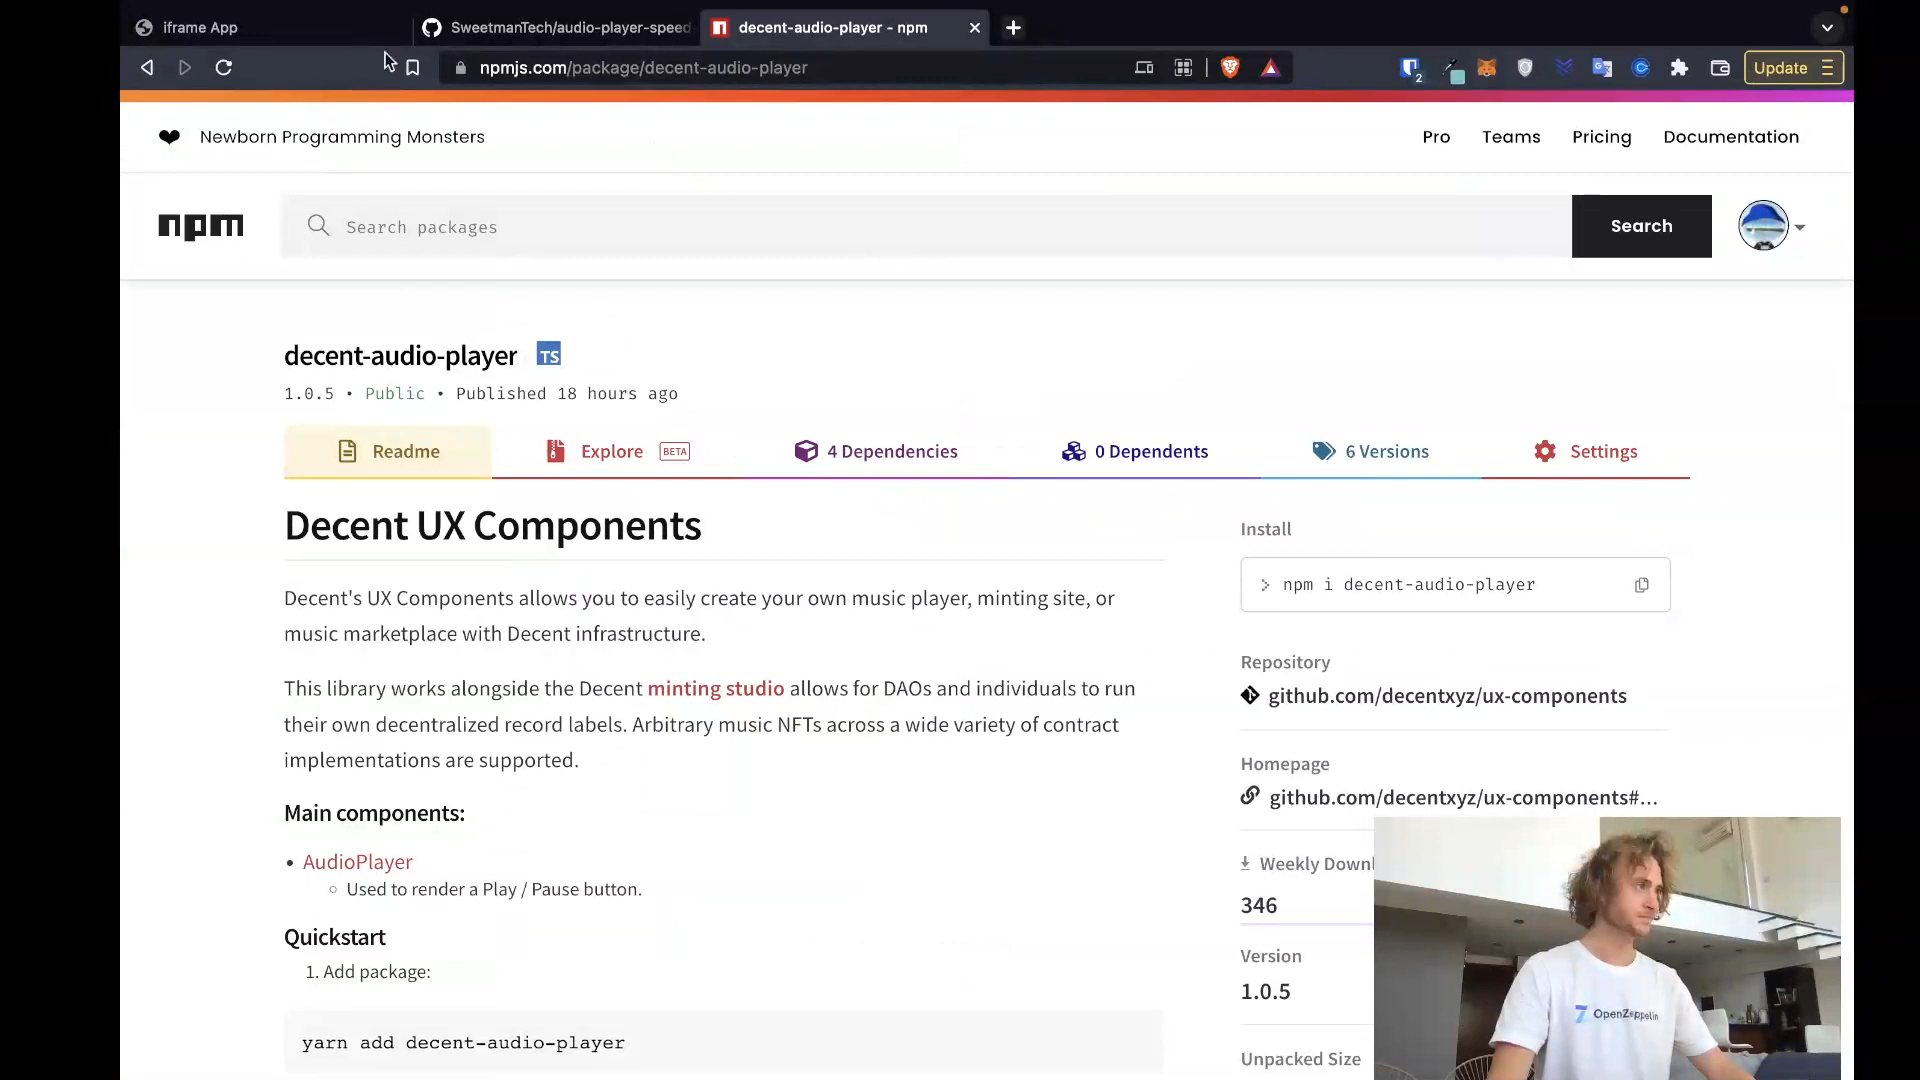 iframe App
SweetmanTech/audio-player-speed
decent-audio-player - npm
npmjs.com/package/decent-audio-player
2
Update
Newborn Programming Monsters
Pro
Teams
Pricing
Documentation
npm
Search packages
Search
decent-audio-player
TS
1.0.5 • Public • Published 18 hours ago
Readme
Explore BETA
4 Dependencies
0 Dependents
6 Versions
Settings
Decent UX Components
Decent's UX Components allows you to easily create your own music player, minting site, or
music marketplace with Decent infrastructure.
This library works alongside the Decent minting studio allows for DAOs and individuals to run
their own decentralized record labels. Arbitrary music NFTs across a wide variety of contract
implementations are supported.
Main components:
• AudioPlayer
○ Used to render a Play / Pause button.
Quickstart
1. Add package:
yarn add decent-audio-player
Install
> npm i decent-audio-player
Repository
github.com/decentxyz/ux-components
Homepage
github.com/decentxyz/ux-components#...
Weekly Downl
346
Version
1.0.5
Unpacked Size
OpenZeppelin